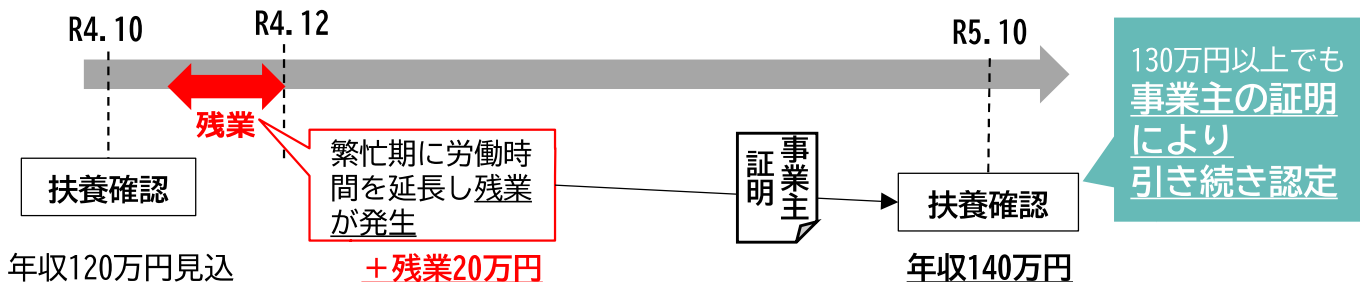 R4.10
R4.12
R5.10
残業
扶養確認
繁忙期に労働時
間を延長し残業
が発生
事業主
証明
扶養確認
130万円以上でも
事業主の証明
により
引き続き認定
年収120万円見込
＋残業20万円
年収140万円